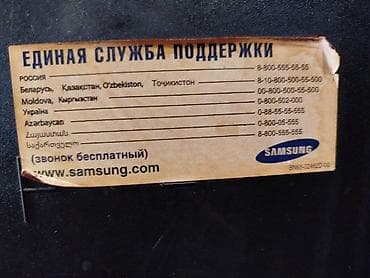 ЕДИНАЯ СЛУЖБА ПОДДЕРЖКИ
РОССИЯ 8-800-555-55-55
Беларусь, Қазақстан, O'zbekiston, Тоҷикистон 8-10-800-500-55-500
Moldova, Кыргызстан 00-800-500-55-500
Україна 0-800-502-000
Azərbaycan 0-88-55-55-555
Հայաստան 0-800-05-555
საქართველო 8-800-555-555
(звонок бесплатный)
www.samsung.com
SAMSUNG